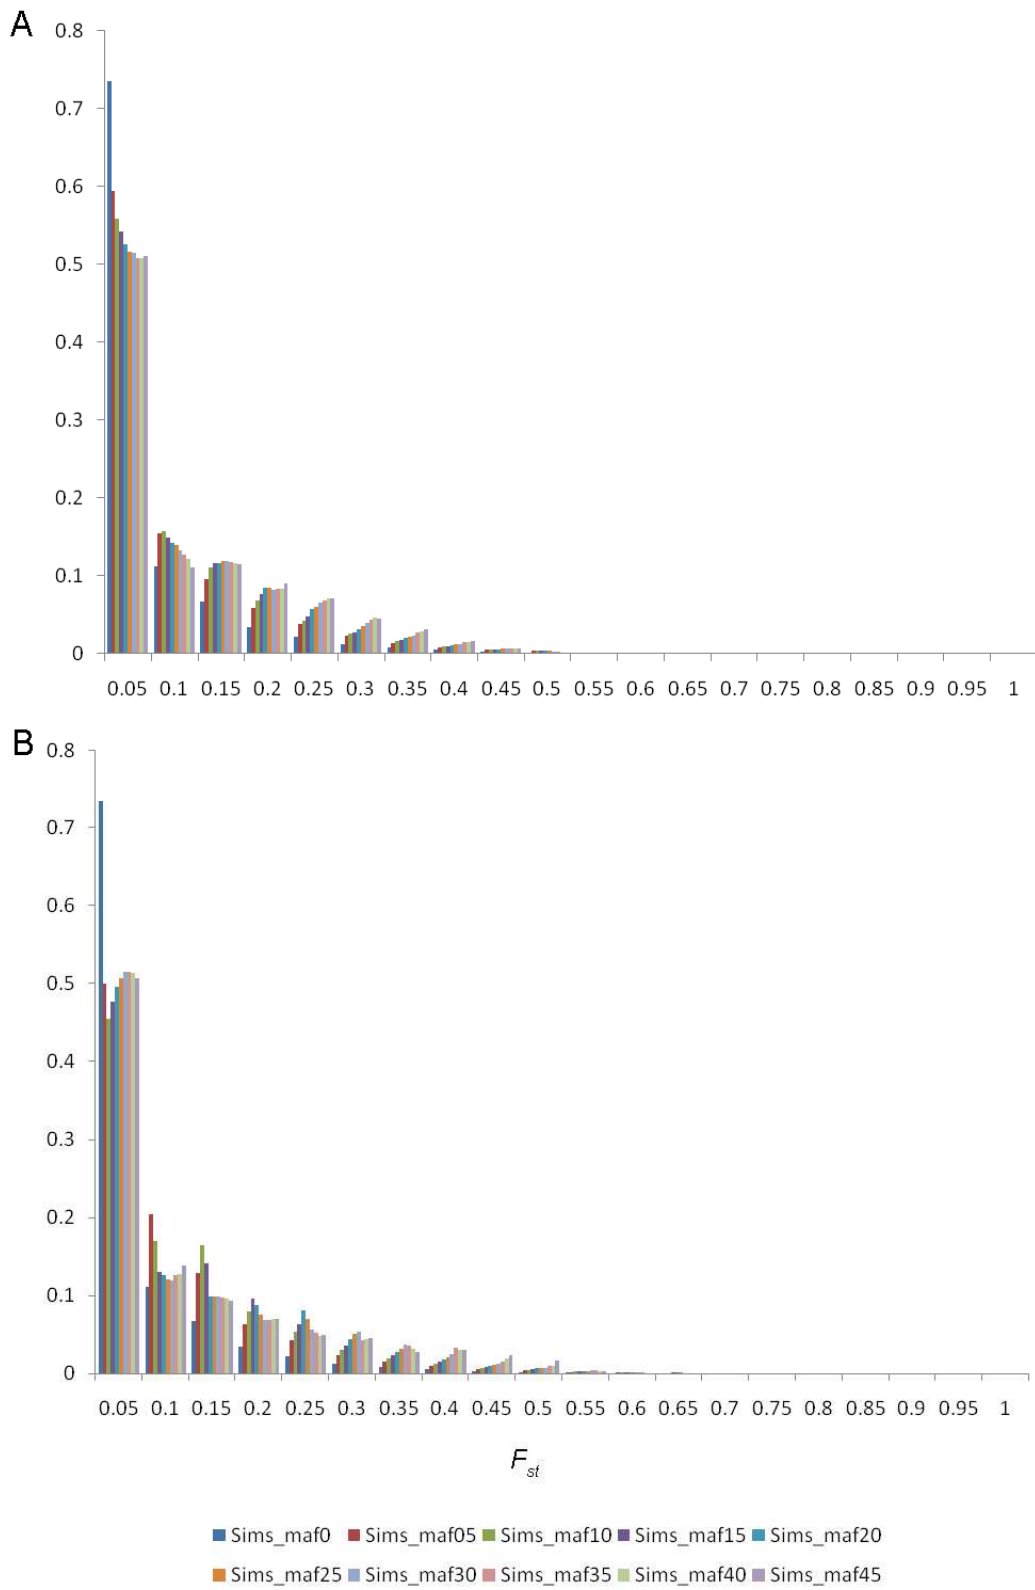 A
0.8
0.7
0.6
0.5
0.4
0.3
0.2
0.1
0
0.05 0.1 0.15 0.2 0.25 0.3 0.35 0.4 0.45 0.5 0.55 0.6 0.65 0.7 0.75 0.8 0.85 0.9 0.95 1
B
0.8
0.7
0.6
0.5
0.4
0.3
0.2
0.1
0
0.05 0.1 0.15 0.2 0.25 0.3 0.35 0.4 0.45 0.5 0.55 0.6 0.65 0.7 0.75 0.8 0.85 0.9 0.95 1
Fst
Sims_maf0 Sims_maf05 Sims_maf10 Sims_maf15 Sims_maf20
Sims_maf25 Sims_maf30 Sims_maf35 Sims_maf40 Sims_maf45